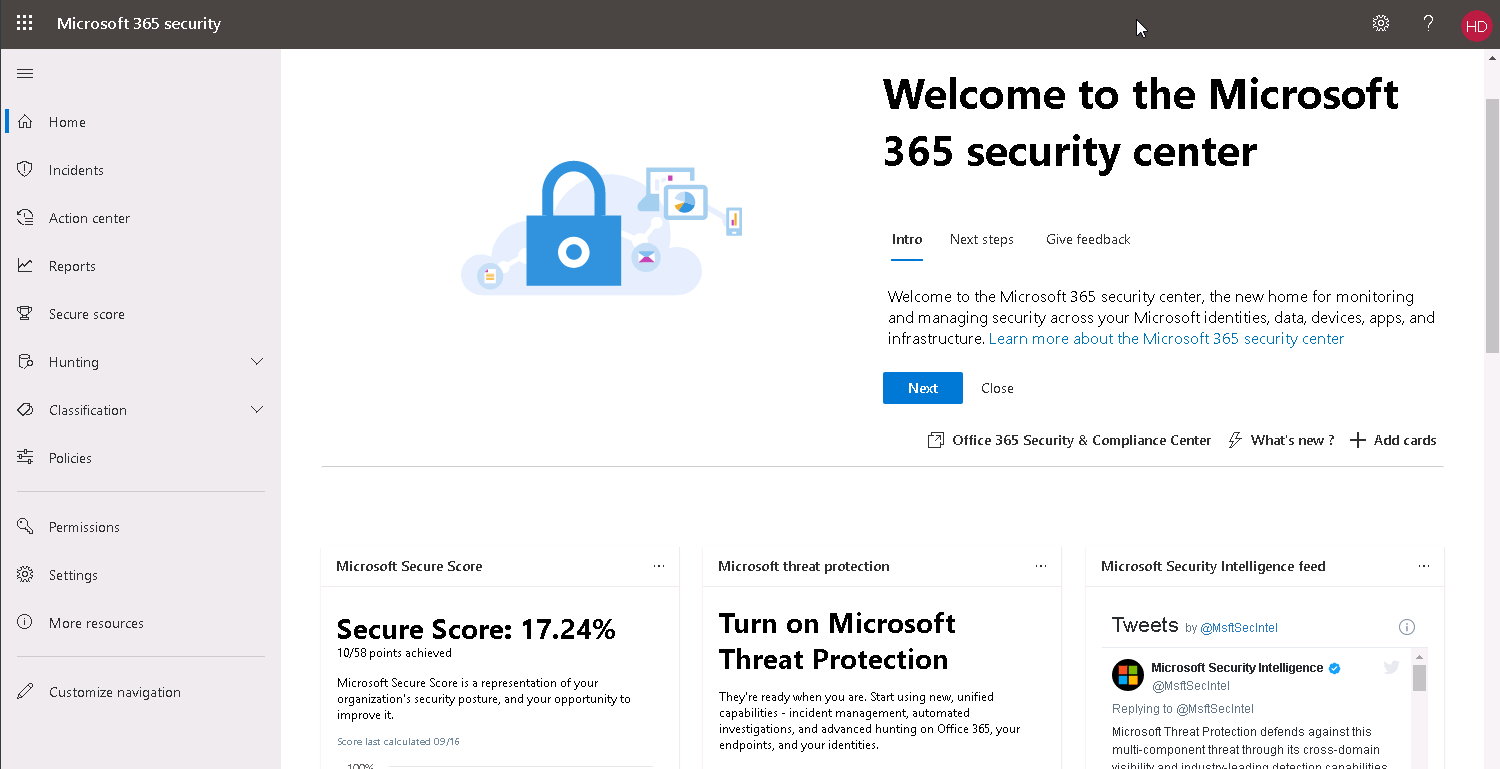 Microsoft 365 security
?
HD
Home
Incidents
Action center
Reports
Secure score
Hunting
Classification
Policies
Permissions
Settings
More resources
Customize navigation
Welcome to the Microsoft
365 security center
Intro Next steps Give feedback
Welcome to the Microsoft 365 security center, the new home for monitoring
and managing security across your Microsoft identities, data, devices, apps, and
infrastructure. Learn more about the Microsoft 365 security center
Next Close
Office 365 Security & Compliance Center What's new ? Add cards
Microsoft Secure Score ...
Secure Score: 17.24%
10/58 points achieved
Microsoft Secure Score is a representation of your
organization's security posture, and your opportunity to
improve it.
Score last calculated 09/16
100%
Microsoft threat protection ...
Turn on Microsoft
Threat Protection
They're ready when you are. Start using new, unified
capabilities - incident management, automated
investigations, and advanced hunting on Office 365, your
endpoints, and your identities.
Microsoft Security Intelligence feed ...
Tweets by @MsftSecIntel
Microsoft Security Intelligence
@MsftSecIntel
Replying to @MsftSecIntel
Microsoft Threat Protection defends against this
multi-component threat through its cross-domain
visibility and industry-leading detection capabilities